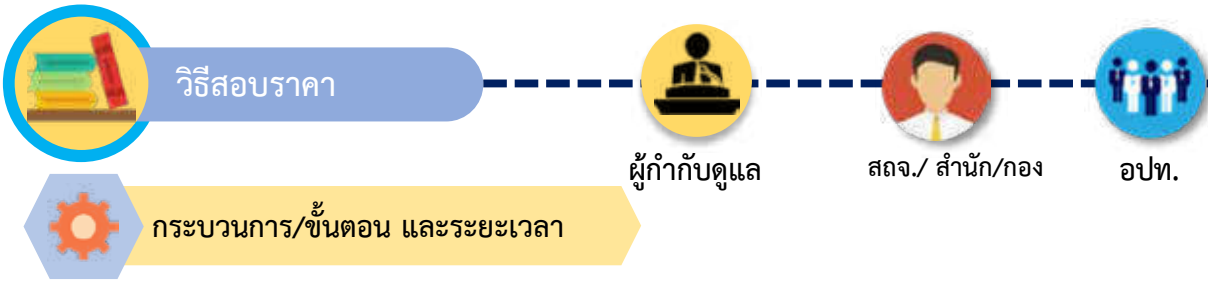 วิธีสอบราคา
ผู้กำกับดูแล
สถจ./ สำนัก/กอง
อปท.
กระบวนการ/ขั้นตอน และระยะเวลา